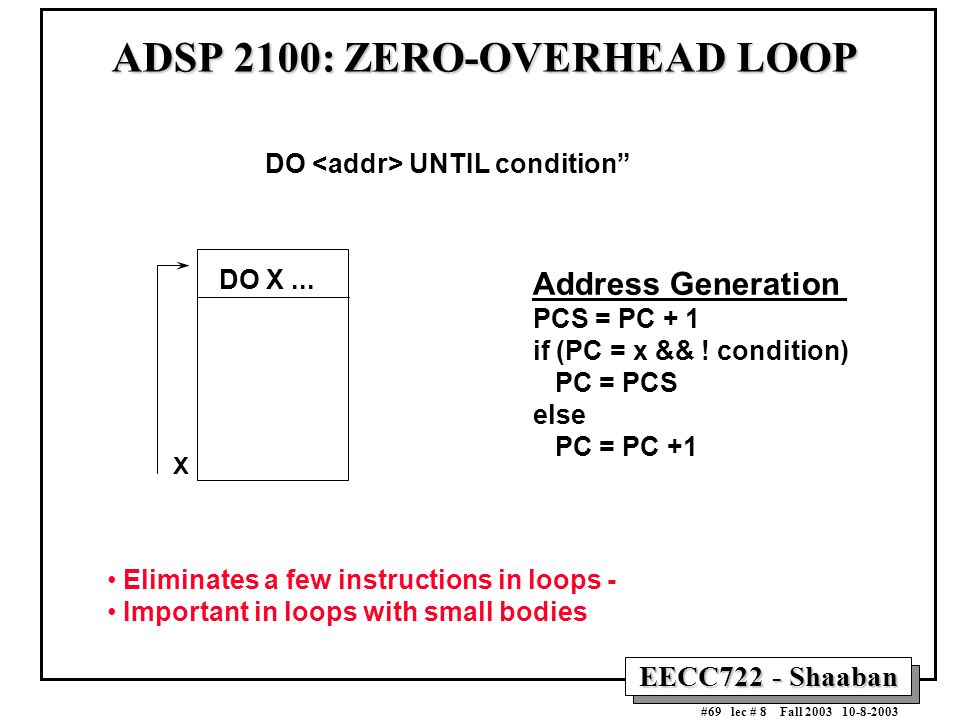 ADSP 2100: ZERO-OVERHEAD LOOP
DO <addr> UNTIL condition”
DO X ...
X
Address Generation
PCS = PC + 1
if (PC = x && ! condition)
PC = PCS
else
PC = PC +1
• Eliminates a few instructions in loops -
• Important in loops with small bodies
EECC722 - Shaaban
#69 lec # 8 Fall 2003 10-8-2003